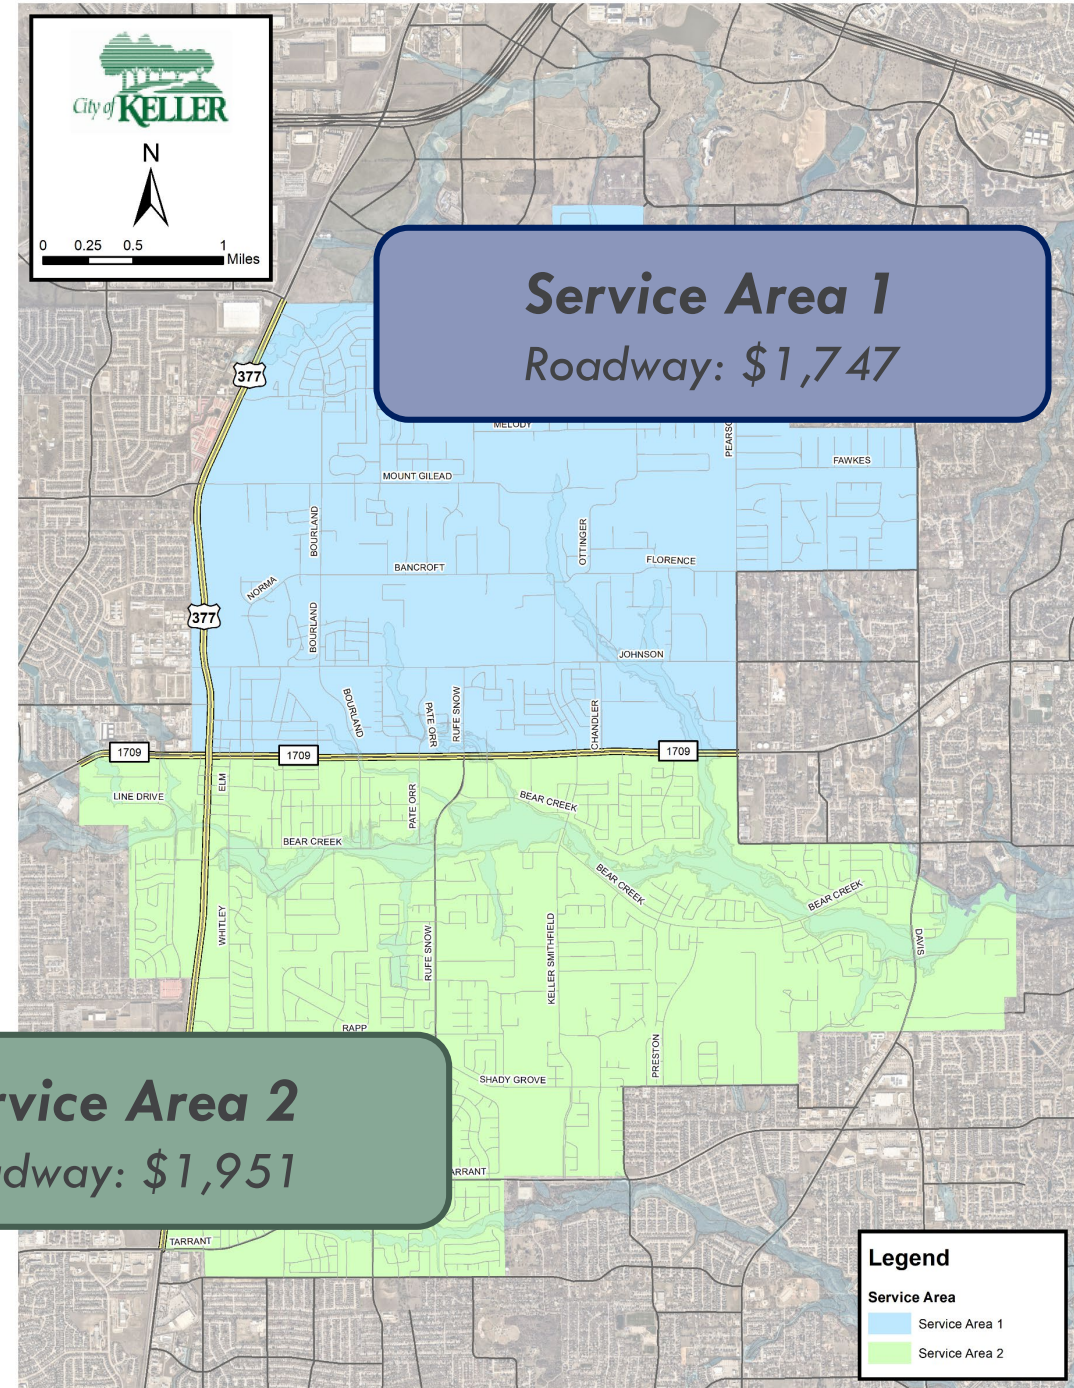 City of KELLER
N
0 0.25 0.5 1
Miles
Service Area 1
Roadway: $1,747
377
MELODY
PEARSO
FAWKES
MOUNT GILEAD
BOURLAND
OTTINGER
BANCROFT
FLORENCE
NORMA
377
BOURLAND
JOHNSON
BOURLAND
PATE ORR
RUFE SNOW
CHANDLER
1709
1709
1709
ELM
LINE DRIVE
PATE ORR
BEAR CREEK
BEAR CREEK
BEAR CREEK
BEAR CREEK
WHITLEY
RUFE SNOW
KELLER SMITHFIELD
DAVIS
RAPP
PRESTON
SHADY GROVE
rvice Area 2
dway: $1,951
ARRANT
TARRANT
Legend
Service Area
Service Area 1
Service Area 2